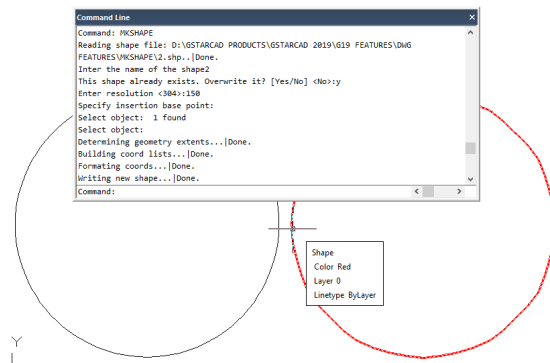 Command Line
Command: MKSHAPE
Reading shape file: D:\GSTARCAD PRODUCTS\GSTARCAD 2019\G19 FEATURES\DWG
FEATURES\MKSHAPE\2.shp..|Done.
Inter the name of the shape2
This shape already exists. Overwrite it? [Yes/No] <No>:y
Enter resolution <304>:150
Specify insertion base point:
Select object:  1 found
Select object:
Determining geometry extents...|Done.
Building coord lists...|Done.
Formating coords...|Done.
Writing new shape...|Done.
Command:
Shape
Color Red
Layer 0
Linetype ByLayer
Y